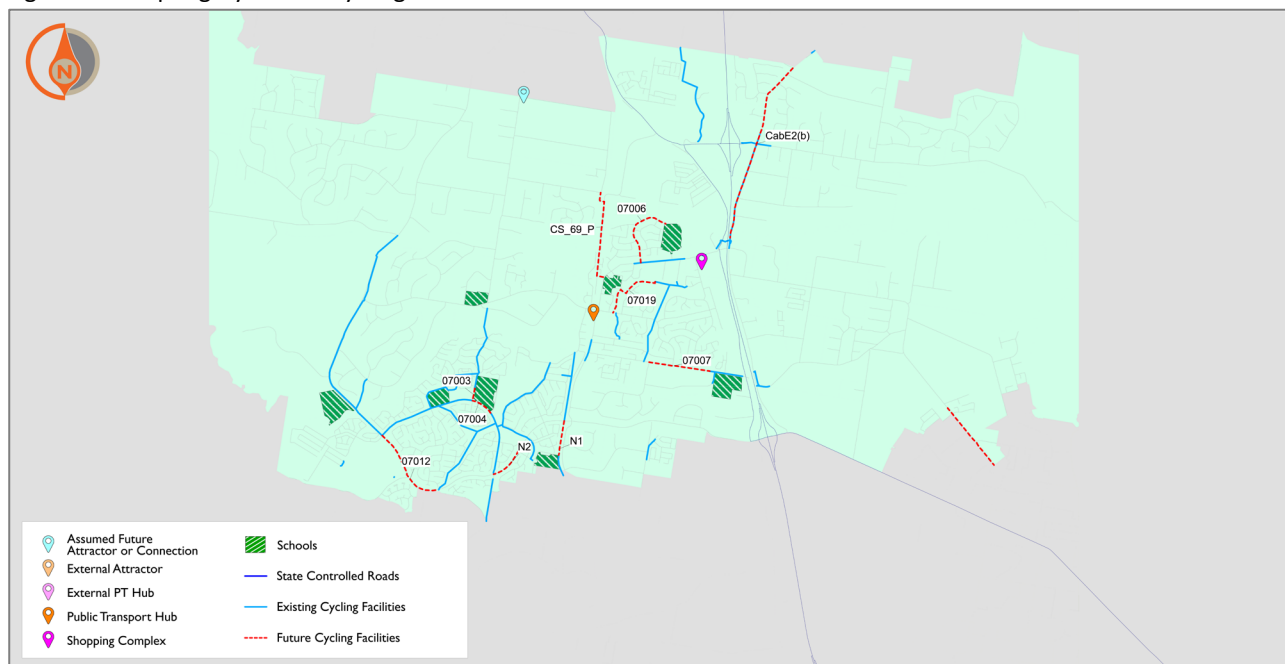 N
CabE2(b)
07006
CS_69_P
07019
07007
07003
07004
N2
N1
07012
Assumed Future
Attractor or Connection
External Attractor
External PT Hub
Public Transport Hub
Shopping Complex
Schools
State Controlled Roads
Existing Cycling Facilities
Future Cycling Facilities